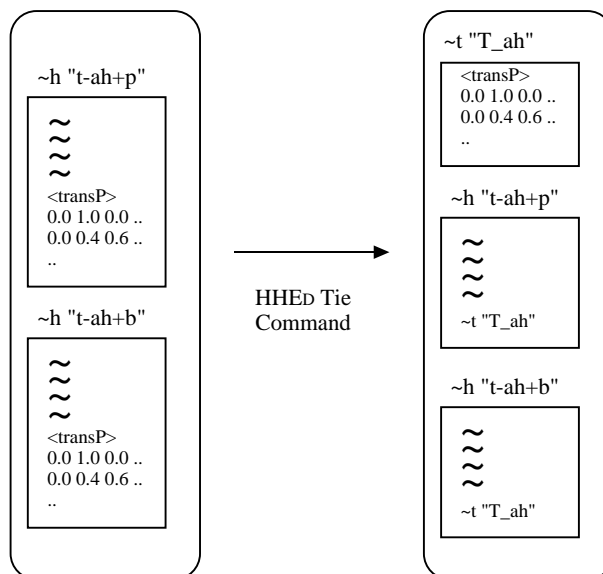 ~h "t-ah+p"
~
~
~
~
<transP>
0.0 1.0 0.0 ..
0.0 0.4 0.6 ..
..
~h "t-ah+b"
~
~
~
~
<transP>
0.0 1.0 0.0 ..
0.0 0.4 0.6 ..
..
HHED Tie
Command
~t "T_ah"
<transP>
0.0 1.0 0.0 ..
0.0 0.4 0.6 ..
..
~h "t-ah+p"
~
~
~
~
~t "T_ah"
~h "t-ah+b"
~
~
~
~
~t "T_ah"